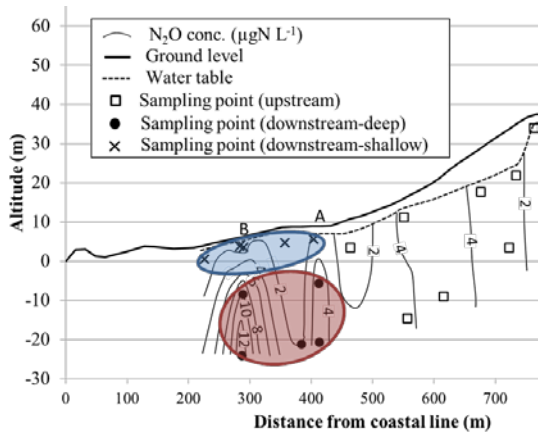 60
50
40
30
20
10
0
-10
-20
-30
Altitude (m)
N₂O conc. (µgN L⁻¹)
Ground level
Water table
Sampling point (upstream)
Sampling point (downstream-deep)
Sampling point (downstream-shallow)
B
A
2
4
2
4
2
4
10
8
12
0 100 200 300 400 500 600 700
Distance from coastal line (m)